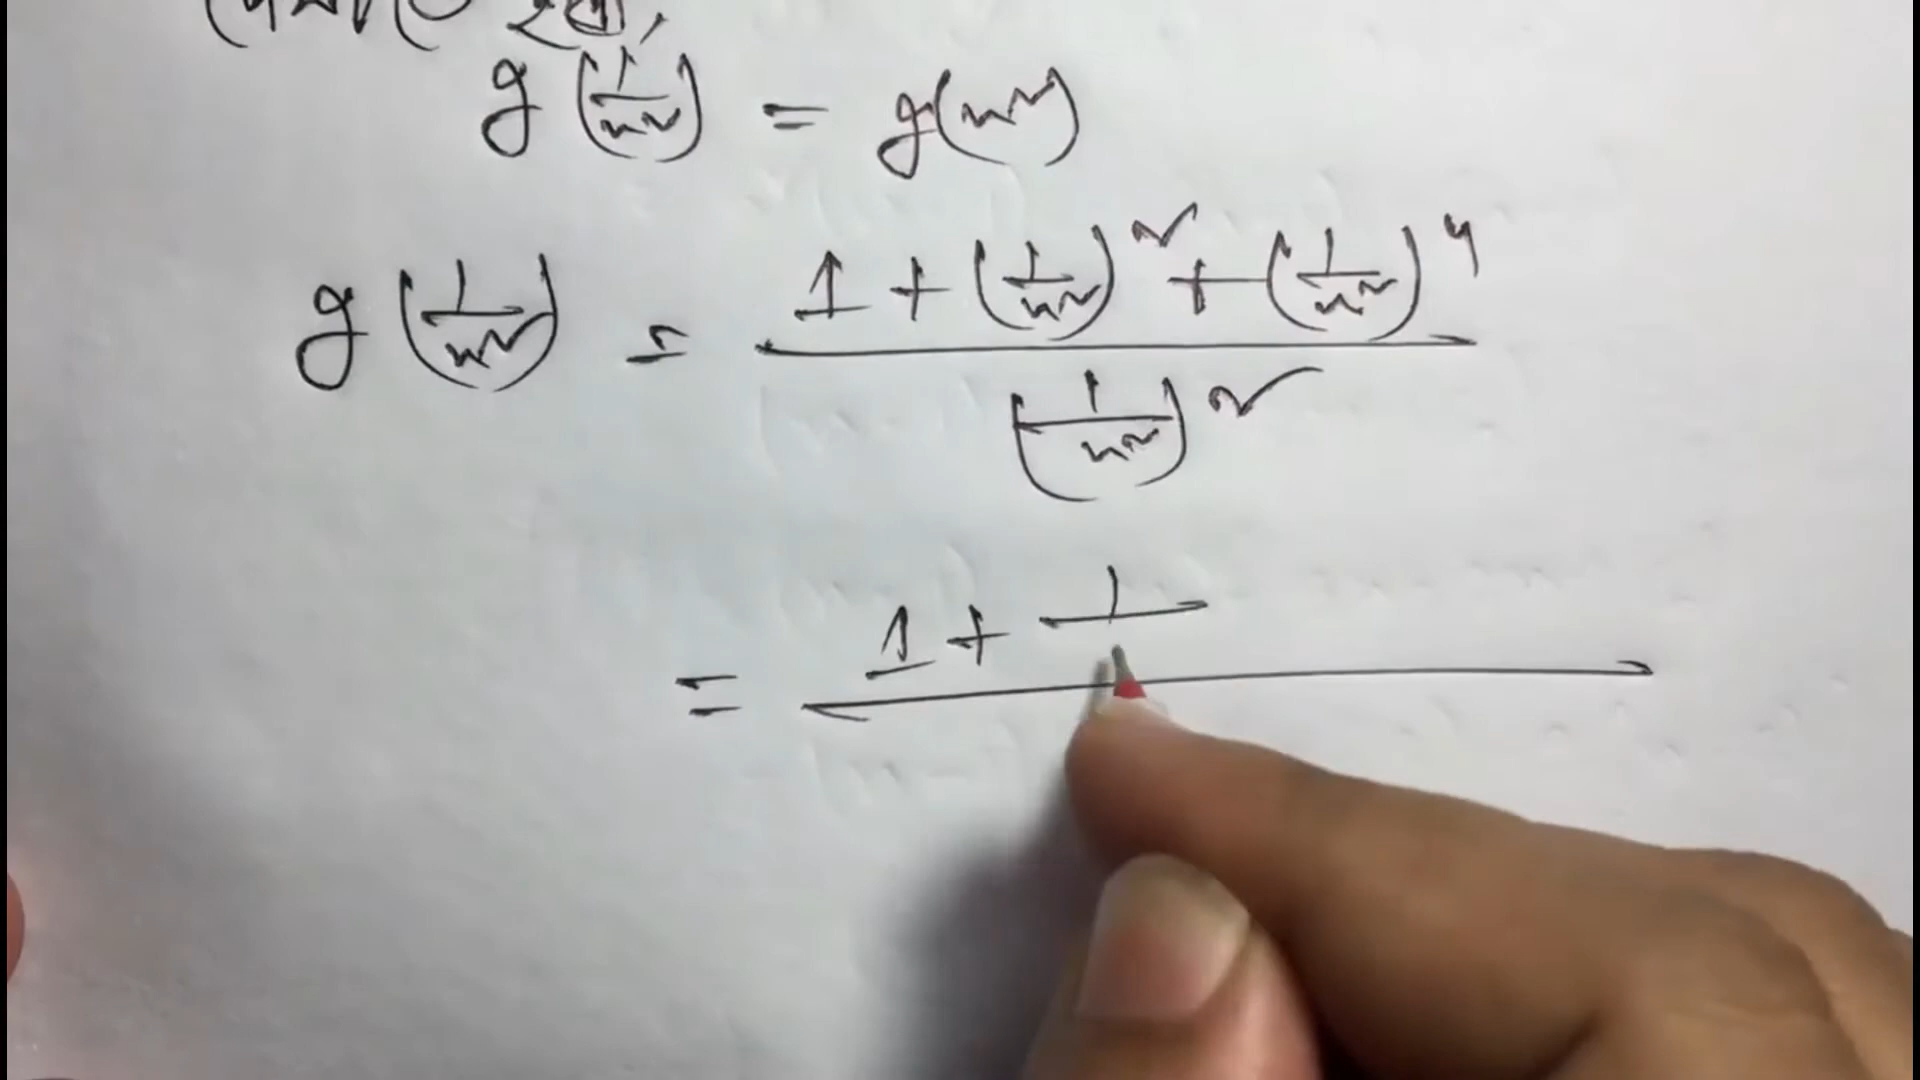 দেখাও যে,
g(1/x²) = g(x²)
g(1/x²) = (1 + (1/x²)² + (1/x²)⁴) / (1/x²)²
= 1 + 1/